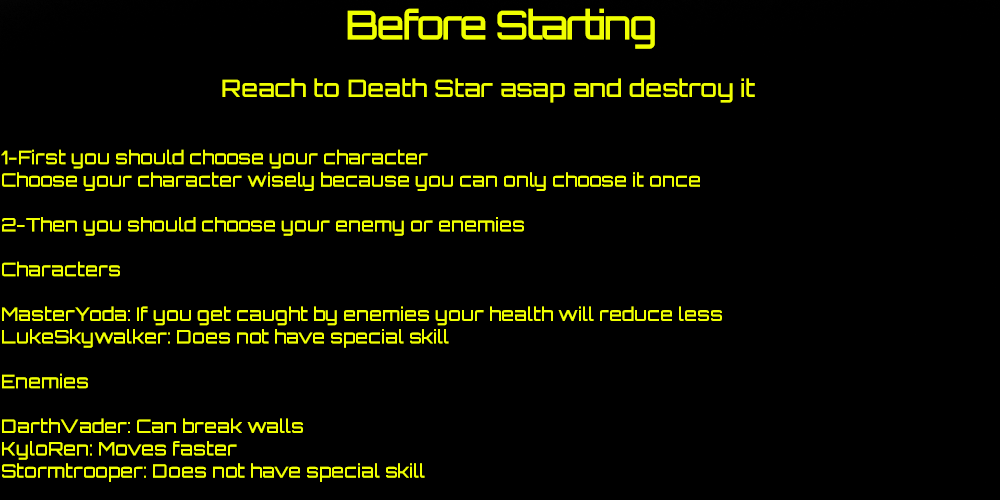 Before Starting
Reach to Death Star asap and destroy it
1-First you should choose your character
Choose your character wisely because you can only choose it once
2-Then you should choose your enemy or enemies
Characters
MasterYoda: If you get caught by enemies your health will reduce less
LukeSkywalker: Does not have special skill
Enemies
DarthVader: Can break walls
KyloRen: Moves faster
Stormtrooper: Does not have special skill